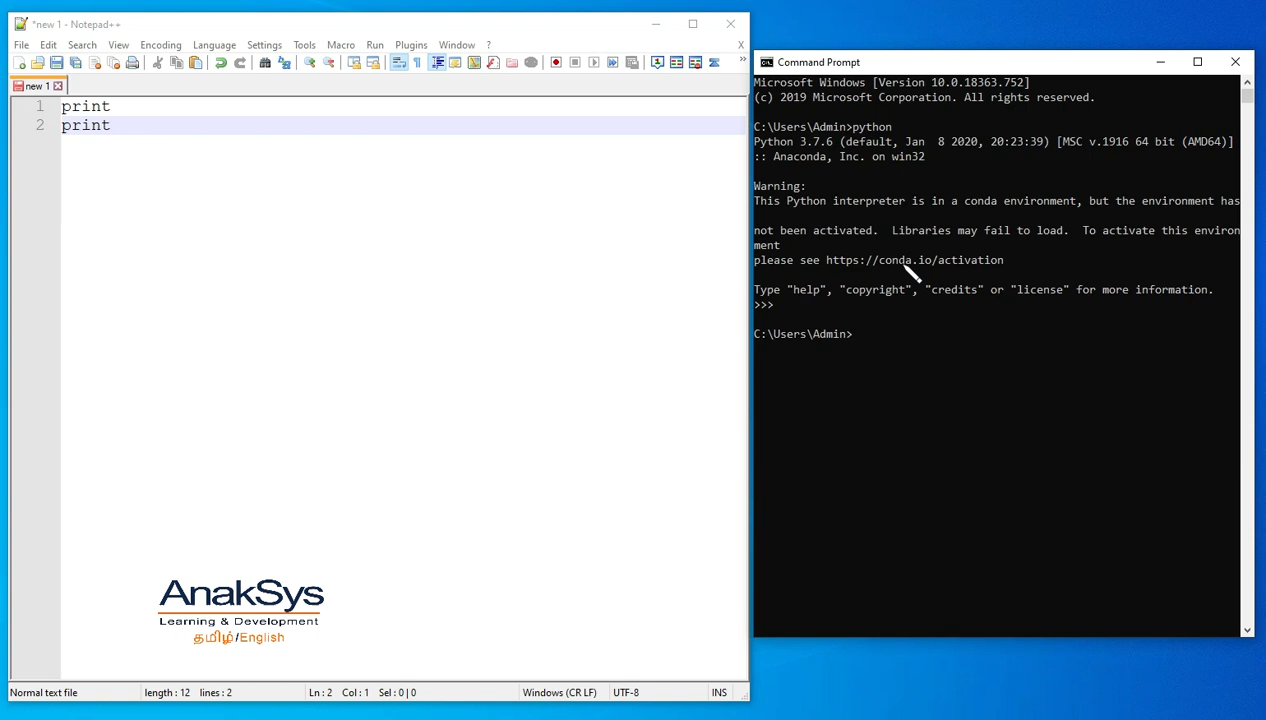 *new 1 - Notepad++
File Edit Search View Encoding Language Settings Tools Macro Run Plugins Window ? X
new 1
1 print
2 print
AnakSys
Learning & Development
தமிழ்/English
Normal text file length : 12 lines : 2 Ln : 2 Col : 1 Sel : 0 | 0 Windows (CR LF) UTF-8 INS
Command Prompt
Microsoft Windows [Version 10.0.18363.752]
(c) 2019 Microsoft Corporation. All rights reserved.
C:\Users\Admin>python
Python 3.7.6 (default, Jan  8 2020, 20:23:39) [MSC v.1916 64 bit (AMD64)]
:: Anaconda, Inc. on win32
Warning:
This Python interpreter is in a conda environment, but the environment has
not been activated.  Libraries may fail to load.  To activate this environ
ment
please see https://conda.io/activation
Type "help", "copyright", "credits" or "license" for more information.
>>>
C:\Users\Admin>